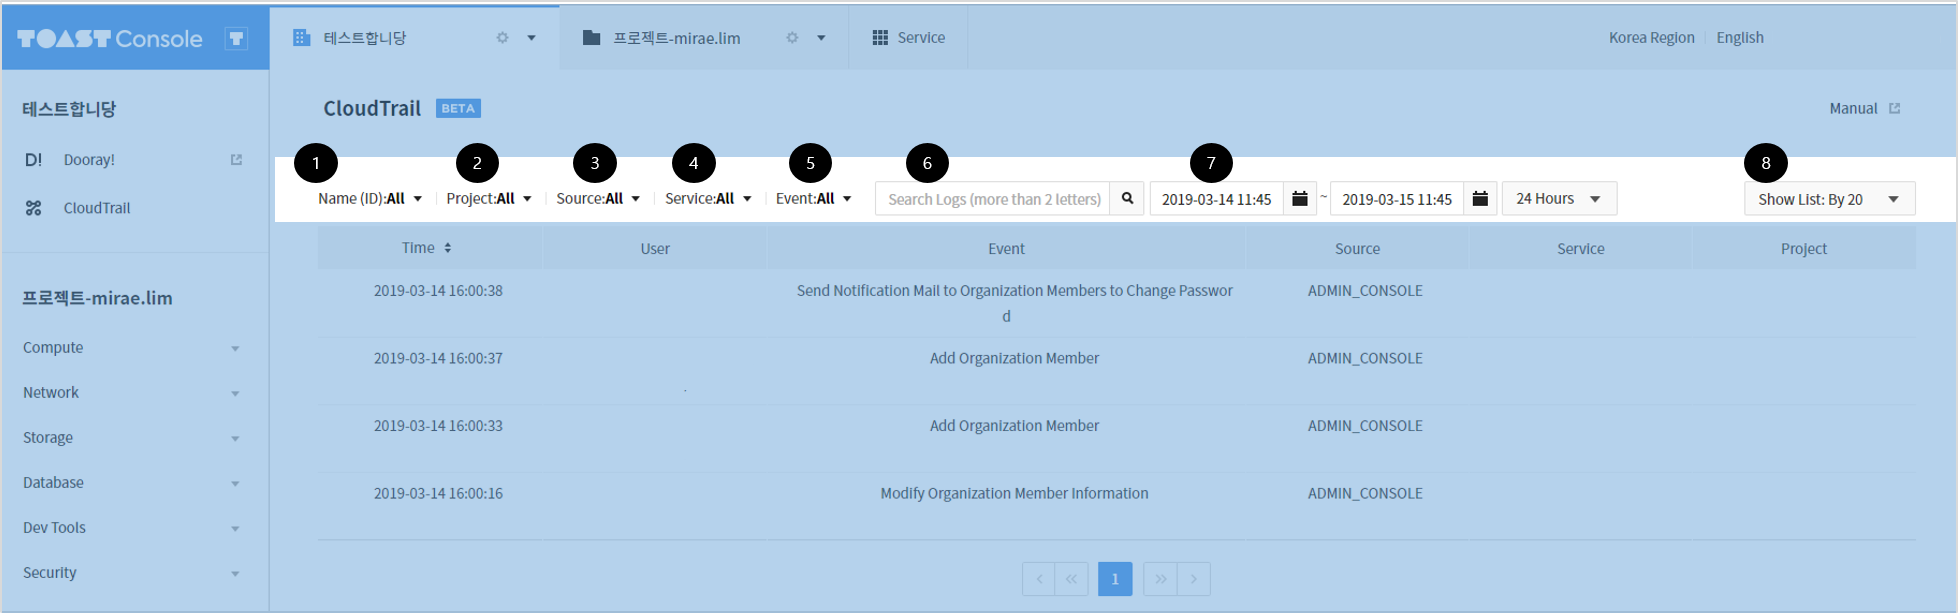 TOAST Console T
테스트합니당
프로젝트-mirae.lim
Service
Korea Region | English
테스트합니당
D! Dooray!
CloudTrail
프로젝트-mirae.lim
Compute
Network
Storage
Database
Dev Tools
Security
CloudTrail BETA
Manual
1 2 3 4 5 6 7 8
Name (ID):All Project:All Source:All Service:All Event:All Search Logs (more than 2 letters) 2019-03-14 11:45 ~ 2019-03-15 11:45 24 Hours Show List: By 20
Time User Event Source Service Project
2019-03-14 16:00:38 Send Notification Mail to Organization Members to Change Passwor ADMIN_CONSOLE
d
2019-03-14 16:00:37 Add Organization Member ADMIN_CONSOLE
2019-03-14 16:00:33 Add Organization Member ADMIN_CONSOLE
2019-03-14 16:00:16 Modify Organization Member Information ADMIN_CONSOLE
< « 1 » >